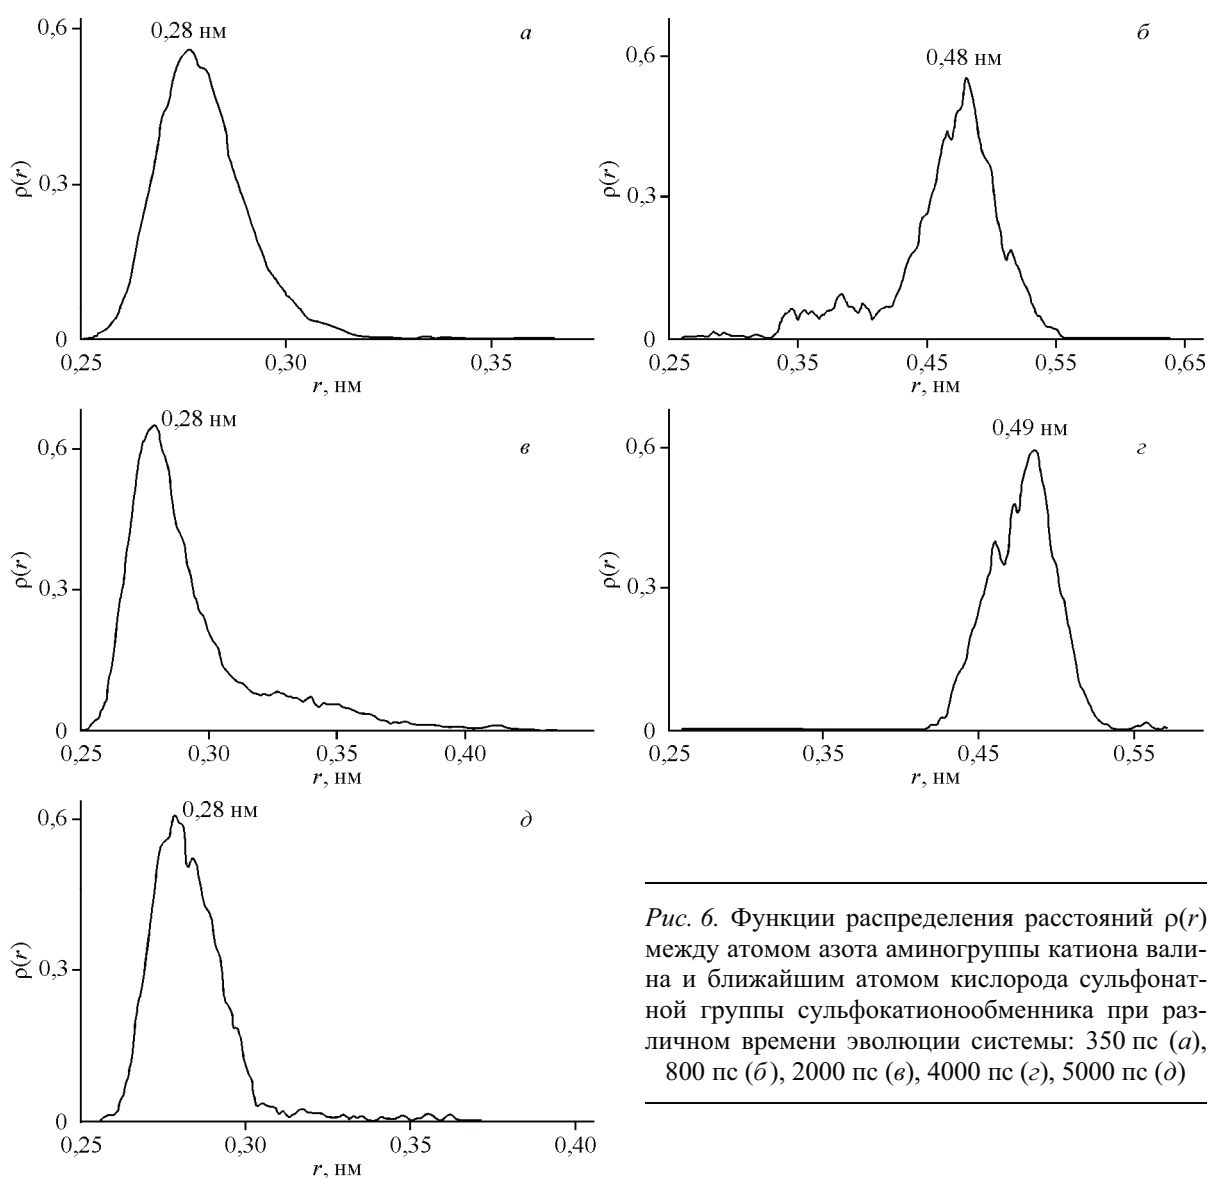 0,28 нм
а
0,6
0,3
0
ρ(r)
0,25
0,30
0,35
r, нм
0,48 нм
б
0,6
0,3
0
ρ(r)
0,25
0,35
0,45
0,55
0,65
r, нм
0,28 нм
в
0,6
0,3
0
ρ(r)
0,25
0,30
0,35
0,40
r, нм
0,49 нм
г
0,6
0,3
0
ρ(r)
0,25
0,35
0,45
0,55
r, нм
0,28 нм
д
0,6
0,3
0
ρ(r)
0,25
0,30
0,35
0,40
r, нм
Рис. 6. Функции распределения расстояний ρ(r)
между атомом азота аминогруппы катиона вали-
на и ближайшим атомом кислорода сульфонат-
ной группы сульфокатионообменника при раз-
личном времени эволюции системы: 350 пс (а),
800 пс (б), 2000 пс (в), 4000 пс (г), 5000 пс (д)